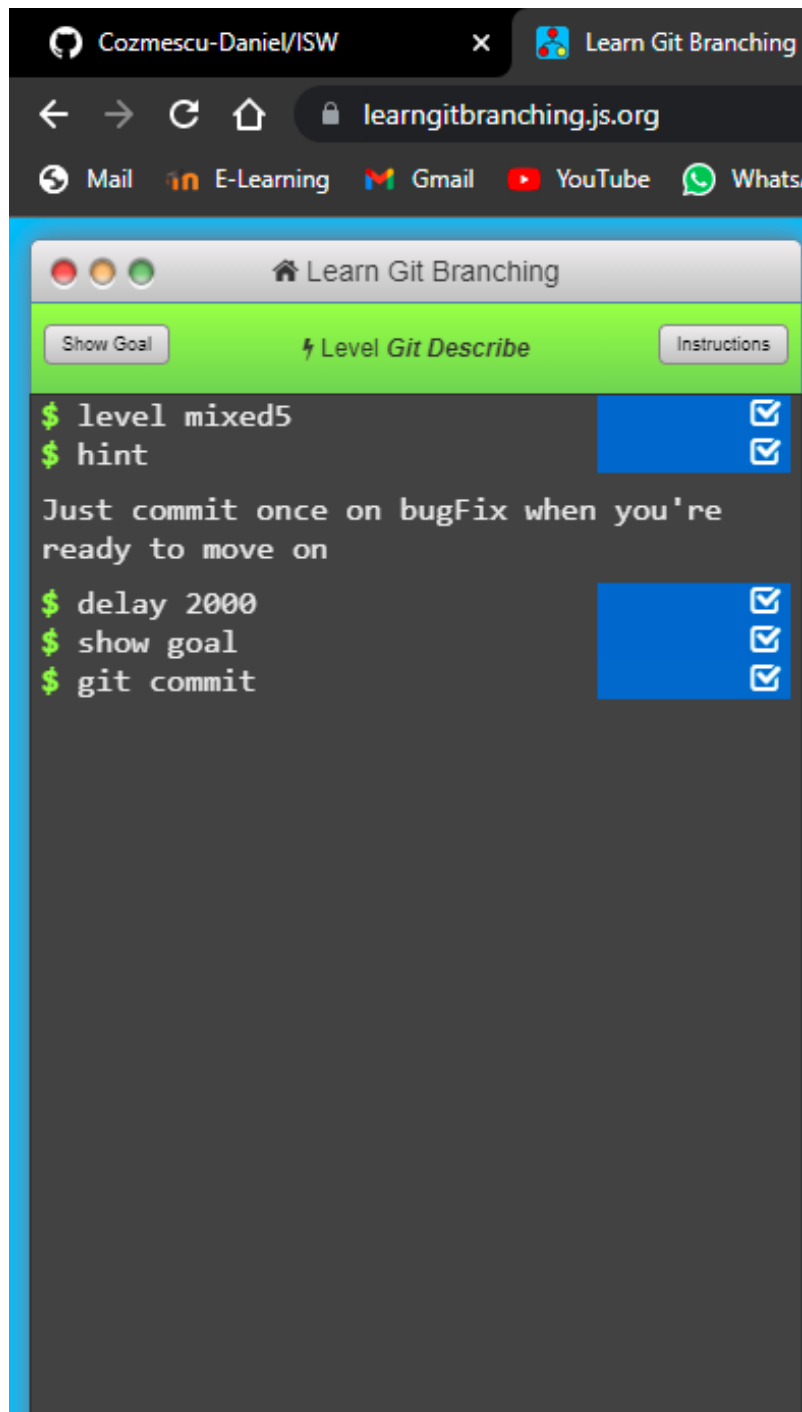 Cozmescu-Daniel/ISW
Learn Git Branching
learngitbranching.js.org
Mail E-Learning Gmail YouTube Whats
Learn Git Branching
Show Goal
Level Git Describe
Instructions
$ level mixed5
$ hint
Just commit once on bugFix when you're
ready to move on
$ delay 2000
$ show goal
$ git commit